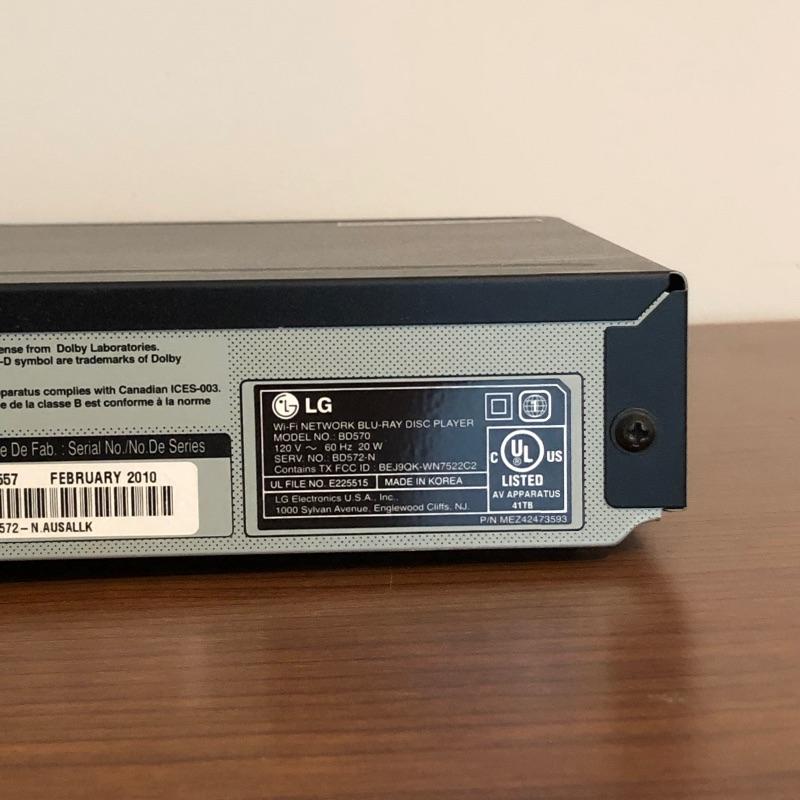 ense from Dolby Laboratories.
-D symbol are trademarks of Dolby
paratus complies with Canadian ICES-003.
e de la classe B est conforme à la norme
e De Fab. : Serial No./No.De Series
557 FEBRUARY 2010
572-N.AUSALLK
LG
Wi-Fi NETWORK BLU-RAY DISC PLAYER
MODEL NO.: BD570
120 V ~ 60 Hz 20 W
SERV. NO.: BD572-N
Contains TX FCC ID : BEJ9QK-WN7522C2
UL FILE NO. E225515 MADE IN KOREA
LG Electronics U.S.A., Inc.,
1000 Sylvan Avenue, Englewood Cliffs, NJ.
1
C UL US
LISTED
AV APPARATUS
41TB
P/N MEZ42473593